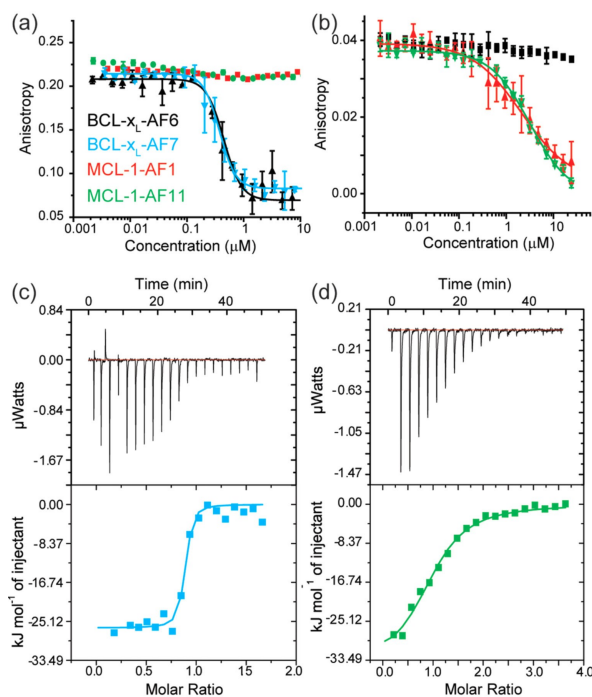 (a)
0.25
0.20
0.15
0.10
0.05
Anisotropy
BCL-xL-AF6
BCL-xL-AF7
MCL-1-AF1
MCL-1-AF11
0.001 0.01 0.1 1 10
Concentration (μM)
(b)
0.04
0.02
0.00
Anisotropy
0.001 0.01 0.1 1 10
Concentration (μM)
(c)
Time (min)
0 10 20 30 40 50
0.84
0.00
-0.84
-1.67
μWatts
0.00
-8.37
-16.74
-25.12
-33.49
kJ mol⁻¹ of injectant
0.0 0.5 1.0 1.5 2.0
Molar Ratio
(d)
Time (min)
0 10 20 30 40 50
0.21
-0.21
-0.63
-1.05
-1.47
μWatts
0.00
-8.37
-16.74
-25.12
-33.49
kJ mol⁻¹ of injectant
0.0 1.0 2.0 3.0 4.0
Molar Ratio